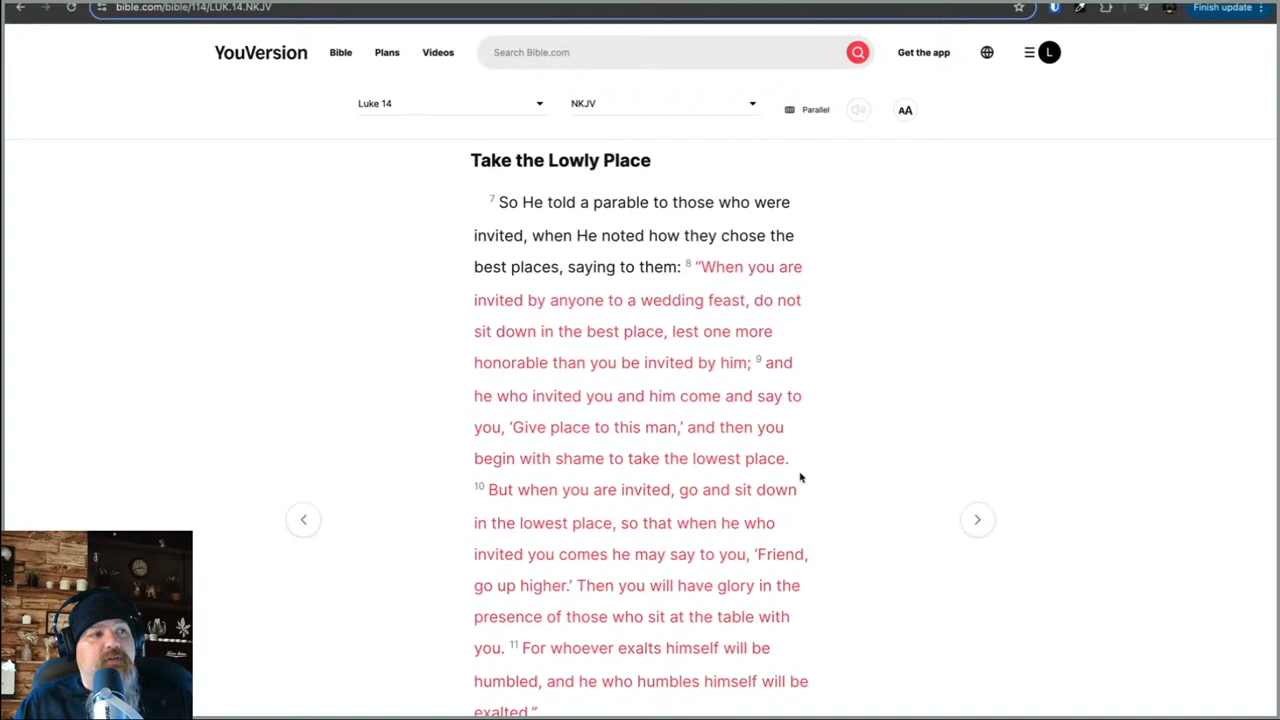 bible.com/bible/114/LUK.14.NKJV
Finish update
YouVersion
Bible
Plans
Videos
Search Bible.com
Get the app
L
Luke 14
NKJV
Parallel
AA
Take the Lowly Place
7 So He told a parable to those who were
invited, when He noted how they chose the
best places, saying to them: 8 “When you are
invited by anyone to a wedding feast, do not
sit down in the best place, lest one more
honorable than you be invited by him; 9 and
he who invited you and him come and say to
you, ‘Give place to this man,’ and then you
begin with shame to take the lowest place.
10 But when you are invited, go and sit down
in the lowest place, so that when he who
invited you comes he may say to you, ‘Friend,
go up higher.’ Then you will have glory in the
presence of those who sit at the table with
you. 11 For whoever exalts himself will be
humbled, and he who humbles himself will be
exalted.”